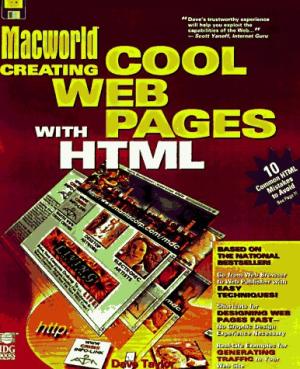 "Dave's trustworthy experience
will help you exploit the
capabilities of the Web..."
— Scott Yanoff, Internet Guru
Macworld
CREATING COOL
WEB
WITH PAGES
HTML
10
Common HTML
Mistakes
to Avoid
See Page
http:
BASED ON
THE NATIONAL
BESTSELLER!
Go from Web Browser
to Web Publisher with
EASY
TECHNIQUES!
Shortcuts for
DESIGNING WEB
PAGES FAST—
No Graphic Design
Experience Necessary
Real-Life Examples for
GENERATING
TRAFFIC to Your
Web Site
IDG
BOOKS
Dave Taylor